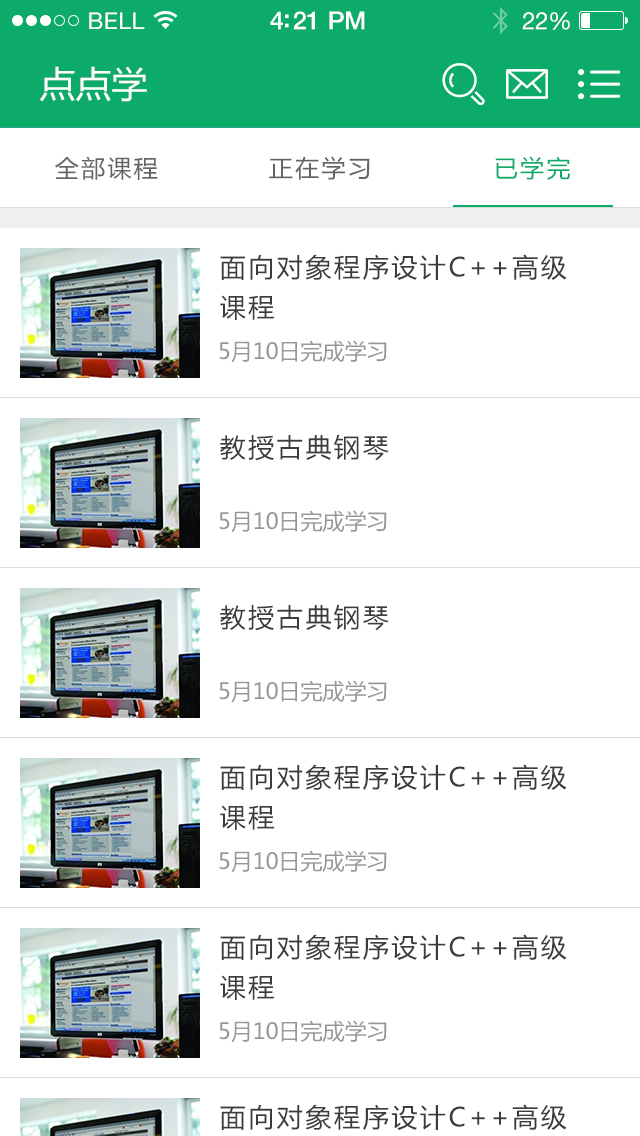 BELL 4:21 PM 22%
点点学
全部课程 正在学习 已学完
面向对象程序设计C++高级
课程
5月10日完成学习
教授古典钢琴
5月10日完成学习
教授古典钢琴
5月10日完成学习
面向对象程序设计C++高级
课程
5月10日完成学习
面向对象程序设计C++高级
课程
5月10日完成学习
面向对象程序设计C++高级